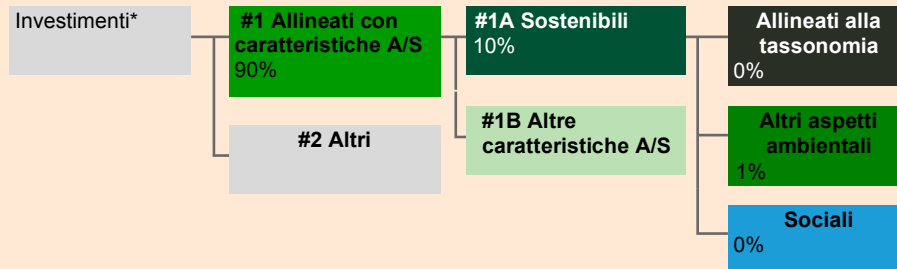 Investimenti*
#1 Allineati con
caratteristiche A/S
90%
#2 Altri
#1A Sostenibili
10%
#1B Altre
caratteristiche A/S
Allineati alla
tassonomia
0%
Altri aspetti
ambientali
1%
Sociali
0%